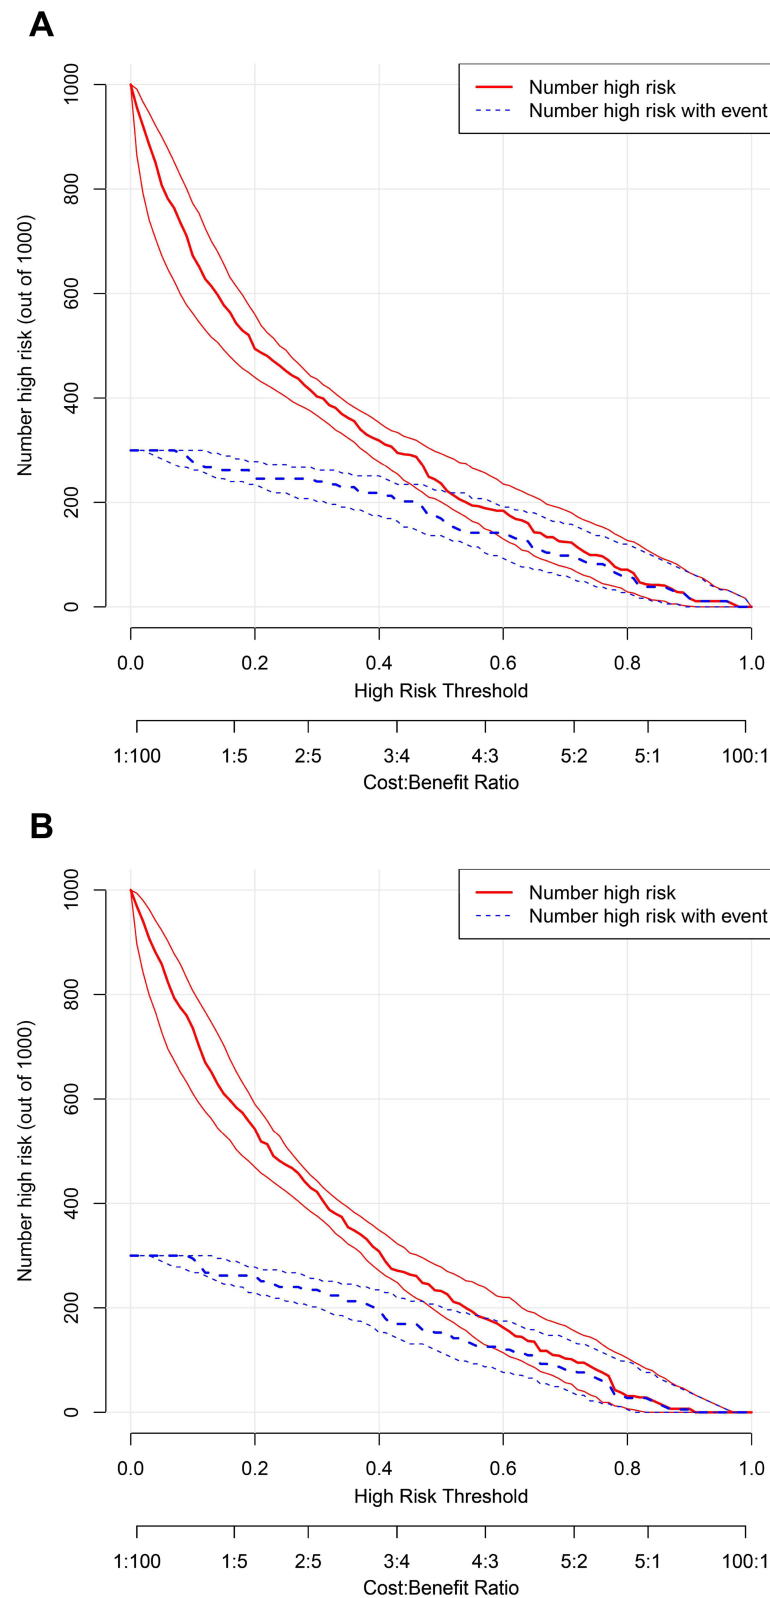 A
Number high risk
Number high risk with event
Number high risk (out of 1000)
1000
800
600
400
200
0
0.0 0.2 0.4 0.6 0.8 1.0
High Risk Threshold
1:100 1:5 2:5 3:4 4:3 5:2 5:1 100:1
Cost:Benefit Ratio
B
Number high risk
Number high risk with event
Number high risk (out of 1000)
1000
800
600
400
200
0
0.0 0.2 0.4 0.6 0.8 1.0
High Risk Threshold
1:100 1:5 2:5 3:4 4:3 5:2 5:1 100:1
Cost:Benefit Ratio